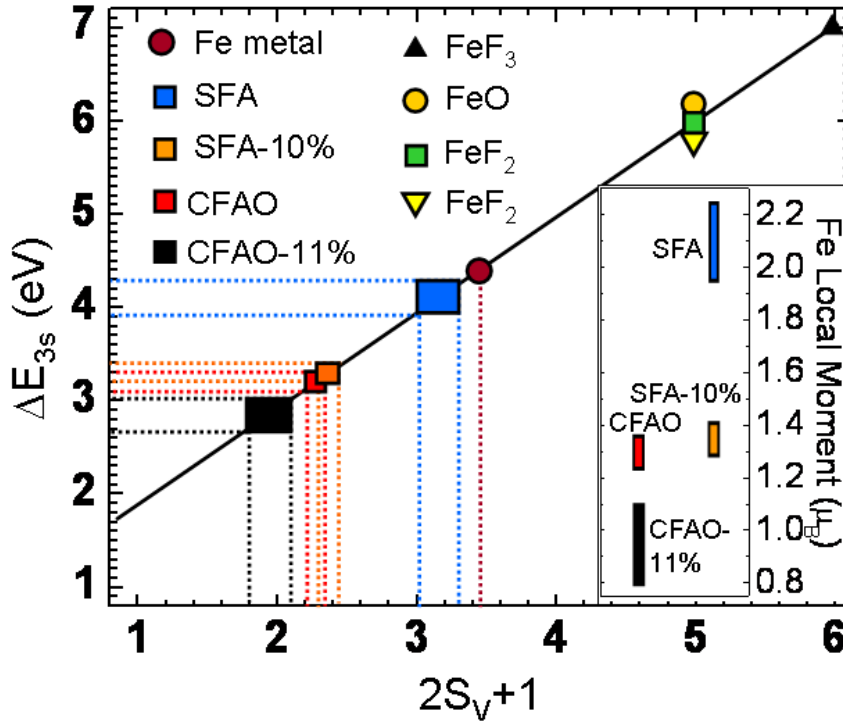 7
6
5
4
3
2
1
ΔE3s (eV)
Fe metal
SFA
SFA-10%
CFAO
CFAO-11%
FeF3
FeO
FeF2
FeF2
1
2
3
4
5
6
2SV+1
SFA
SFA-10%
CFAO
CFAO-
11%
2.2
2.0
1.8
1.6
1.4
1.2
1.0
0.8
Fe Local Moment (μB)